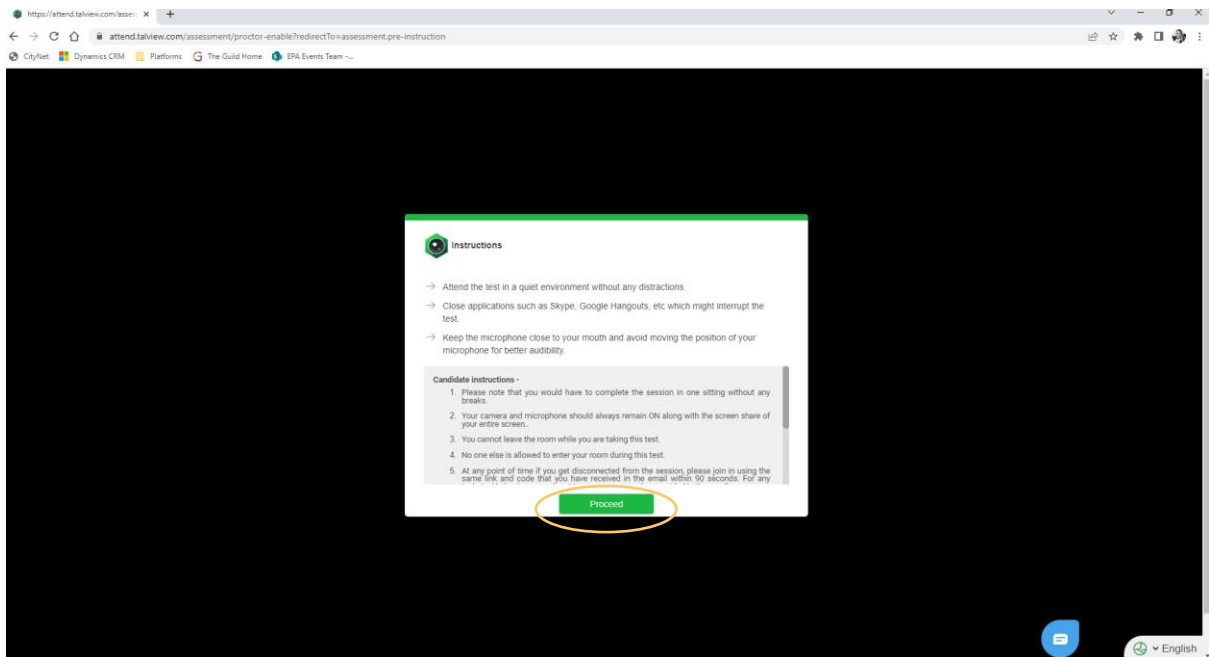 https://attend.talview.com/asse
attend.talview.com/assessment/proctor-enable?redirectTo=assessment.pre-instruction
CityNet Dynamics CRM Platforms The Guild Home EPA Events Team -...
Instructions
Attend the test in a quiet environment without any distractions.
Close applications such as Skype, Google Hangouts, etc which might interrupt the
test.
Keep the microphone close to your mouth and avoid moving the position of your
microphone for better audibility.
Candidate instructions -
1. Please note that you would have to complete the session in one sitting without any
breaks.
2. Your camera and microphone should always remain ON along with the screen share of
your entire screen..
3. You cannot leave the room while you are taking this test.
4. No one else is allowed to enter your room during this test.
5. At any point of time if you get disconnected from the session, please join in using the
same link and code that you have received in the email within 90 seconds. For any
Proceed
English